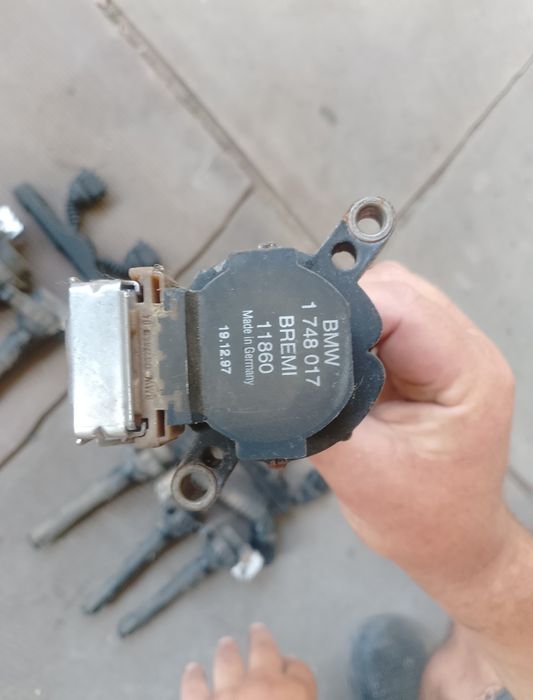 BMW
1 748 017
BREMI
11860
Made in Germany
19.12.97